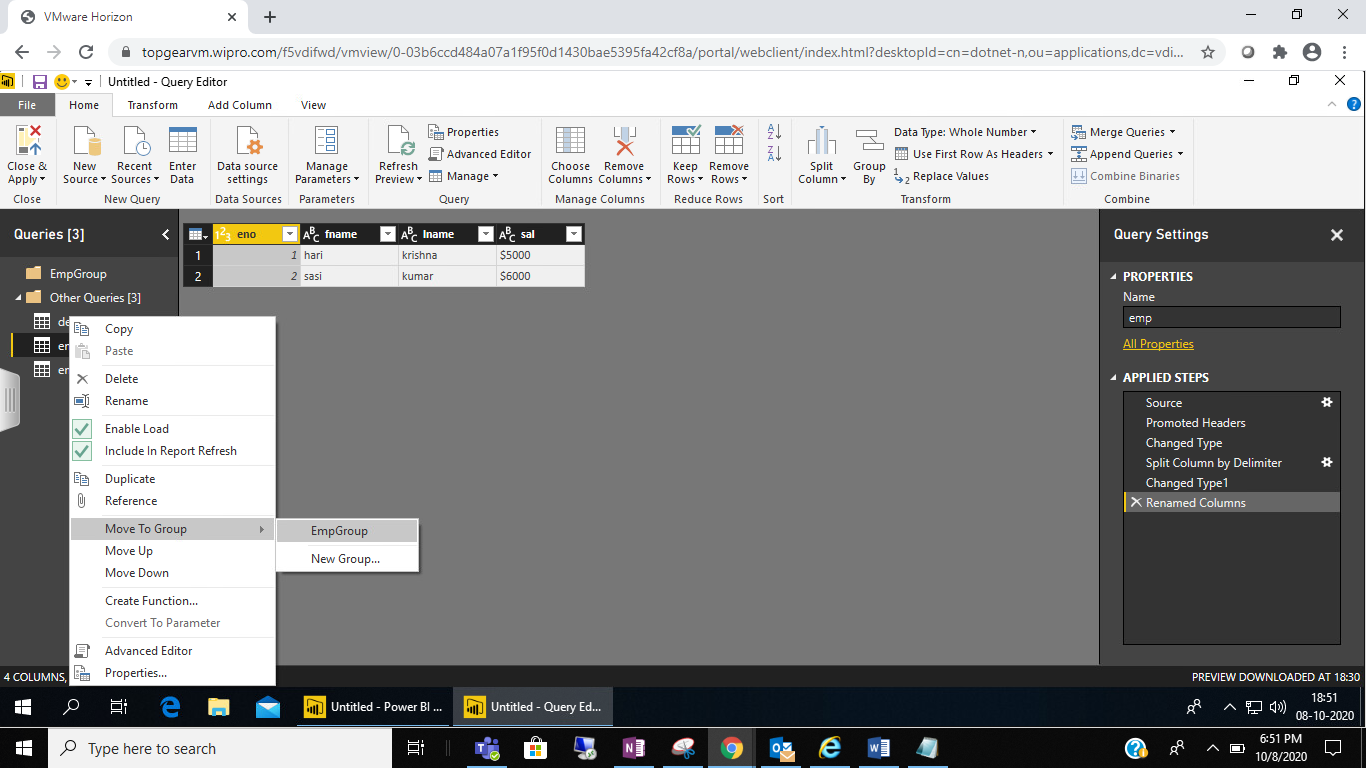 VMware Horizon
topgearvm.wipro.com/f5vdifwd/vmview/0-03b6ccd484a07a1f95f0d1430bae5395fa42cf8a/portal/webclient/index.html?desktopId=cn=dotnet-n,ou=applications,dc=vdi...
Untitled - Query Editor
File Home Transform Add Column View
Close & Apply
New Source
Recent Sources
Enter Data
Data source settings
Manage Parameters
Refresh Preview
Properties
Advanced Editor
Manage
Choose Columns
Remove Columns
Keep Rows
Remove Rows
Split Column
Group By
Data Type: Whole Number
Use First Row As Headers
Replace Values
Merge Queries
Append Queries
Combine Binaries
Close New Query Data Sources Parameters Query Manage Columns Reduce Rows Sort Transform Combine
Queries [3]
EmpGroup
Other Queries [3]
eno fname lname sal
1 1 hari krishna $5000
2 2 sasi kumar $6000
Copy
Paste
Delete
Rename
Enable Load
Include In Report Refresh
Duplicate
Reference
Move To Group
Move Up
Move Down
Create Function...
Convert To Parameter
Advanced Editor
Properties...
EmpGroup
New Group...
Query Settings
PROPERTIES
Name
emp
All Properties
APPLIED STEPS
Source
Promoted Headers
Changed Type
Split Column by Delimiter
Changed Type1
Renamed Columns
4 COLUMNS,
PREVIEW DOWNLOADED AT 18:30
Untitled - Power BI ...
Untitled - Query Ed...
18:51
08-10-2020
Type here to search
6:51 PM
10/8/2020